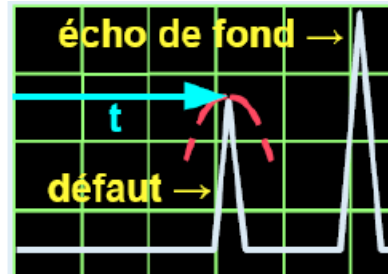 écho de fond →
t
défaut →